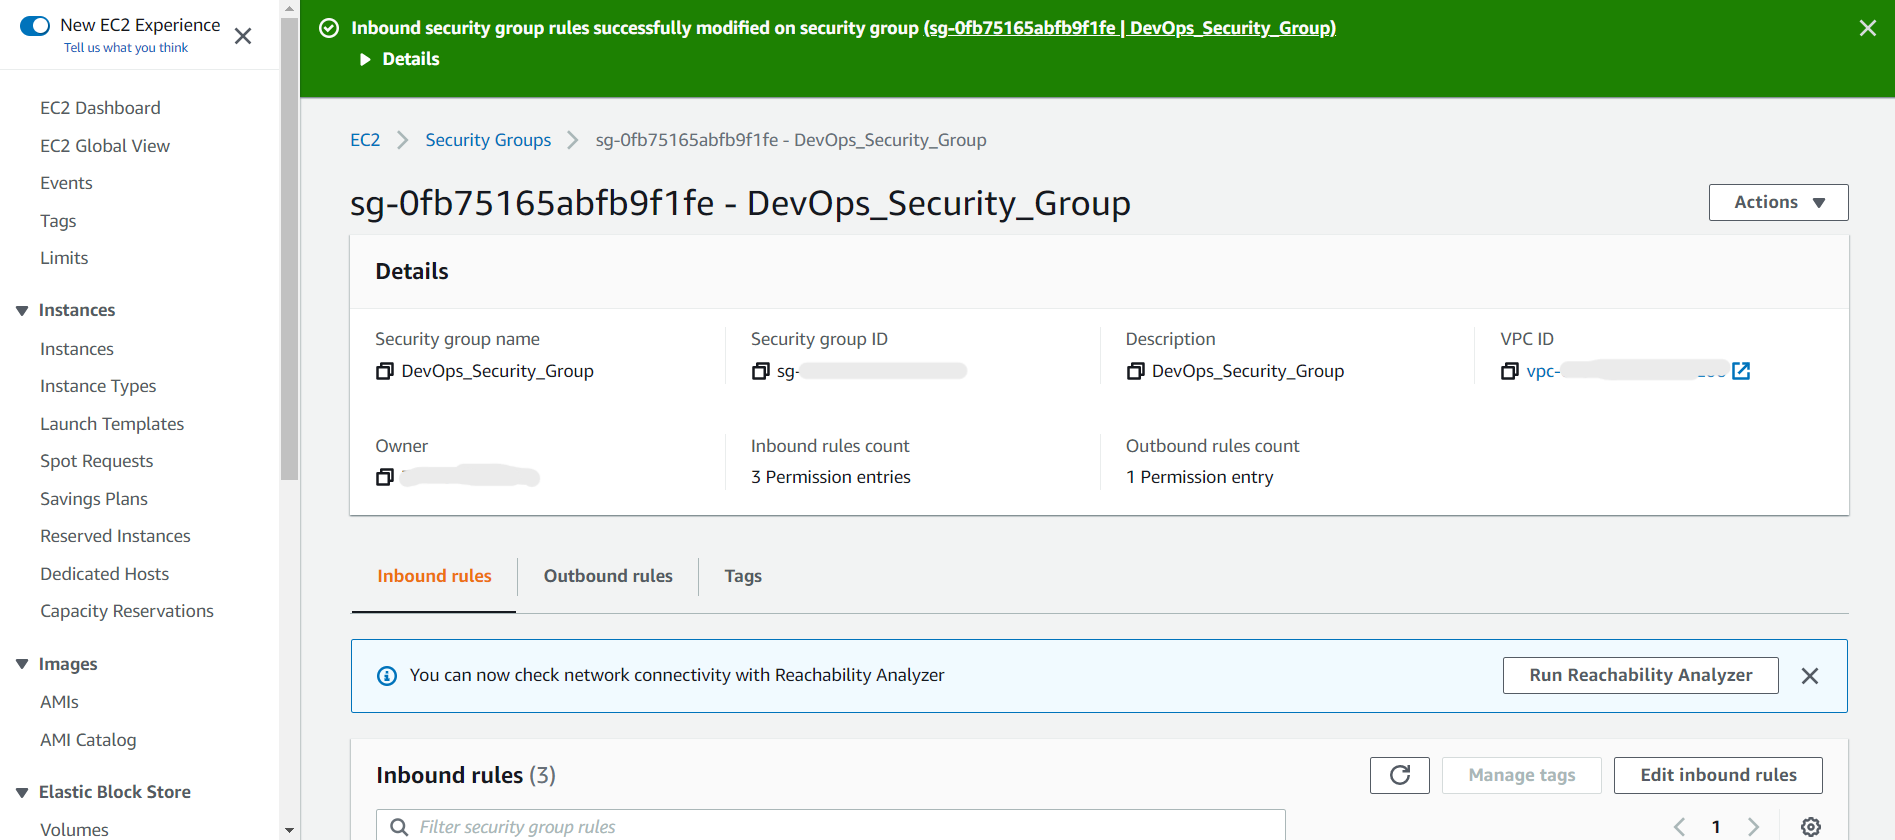 New EC2 Experience
Tell us what you think
EC2 Dashboard
EC2 Global View
Events
Tags
Limits
Instances
Instances
Instance Types
Launch Templates
Spot Requests
Savings Plans
Reserved Instances
Dedicated Hosts
Capacity Reservations
Images
AMIs
AMI Catalog
Elastic Block Store
Volumes
Inbound security group rules successfully modified on security group (sg-0fb75165abfb9f1fe | DevOps_Security_Group)
Details
EC2 Security Groups sg-0fb75165abfb9f1fe - DevOps_Security_Group
sg-0fb75165abfb9f1fe - DevOps_Security_Group
Actions
Details
Security group name
DevOps_Security_Group
Security group ID
sg-
Description
DevOps_Security_Group
VPC ID
vpc-
Owner
Inbound rules count
3 Permission entries
Outbound rules count
1 Permission entry
Inbound rules Outbound rules Tags
You can now check network connectivity with Reachability Analyzer
Run Reachability Analyzer
Inbound rules (3)
Manage tags
Edit inbound rules
Filter security group rules
1